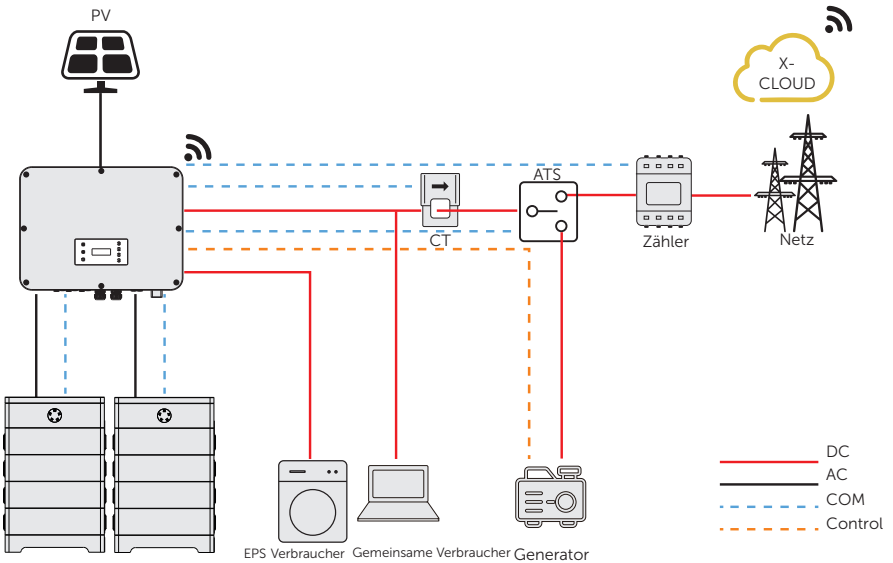 PV
X-
CLOUD
ATS
CT
Zähler
Netz
DC
AC
COM
Control
EPS Verbraucher
Gemeinsame Verbraucher
Generator